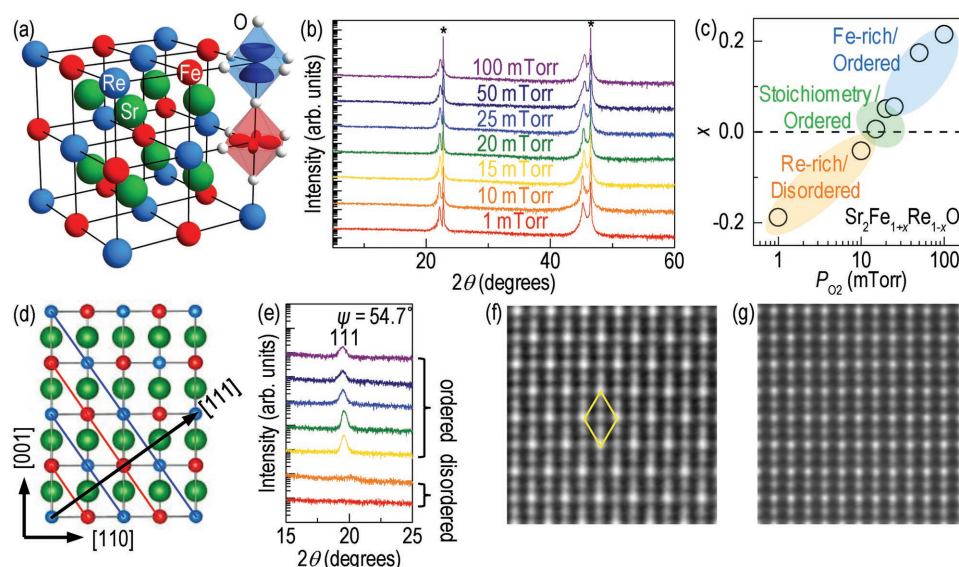 (a)
O
Re
Fe
Sr
(b)
*
*
Intensity (arb. units)
100 mTorr
50 mTorr
25 mTorr
20 mTorr
15 mTorr
10 mTorr
1 mTorr
20
40
60
2θ (degrees)
(c)
x
0.2
0.0
-0.2
Fe-rich/
Ordered
Stoichiometry/
Ordered
Re-rich/
Disordered
Sr2Fe1+xRe1-xO
1
10
100
PO2 (mTorr)
(d)
[111]
[001]
[110]
(e)
ψ = 54.7°
111
Intensity (arb. units)
ordered
disordered
15
20
25
2θ (degrees)
(f)
(g)